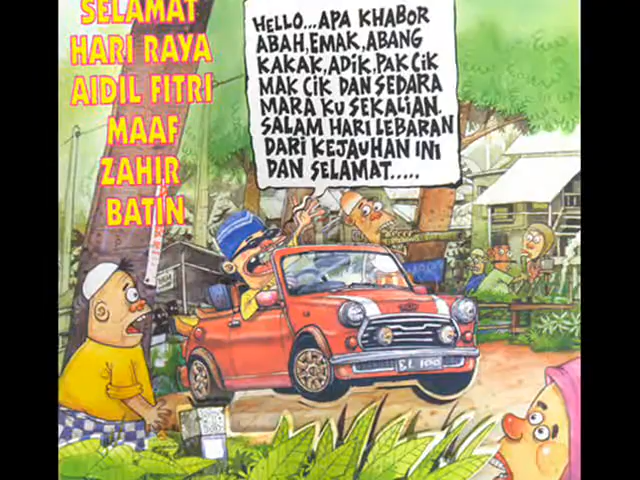 SELAMAT
HARI RAYA
AIDIL FITRI
MAAF
ZAHIR
BATIN
HELLO...APA KHABOR
ABAH,EMAK,ABANG
KAKAK,ADIK,PAK CIK
MAK CIK DAN SEDARA
MARA KU SEKALIAN.
SALAM HARI LEBARAN
DARI KEJAUHAN INI
DAN SELAMAT.....